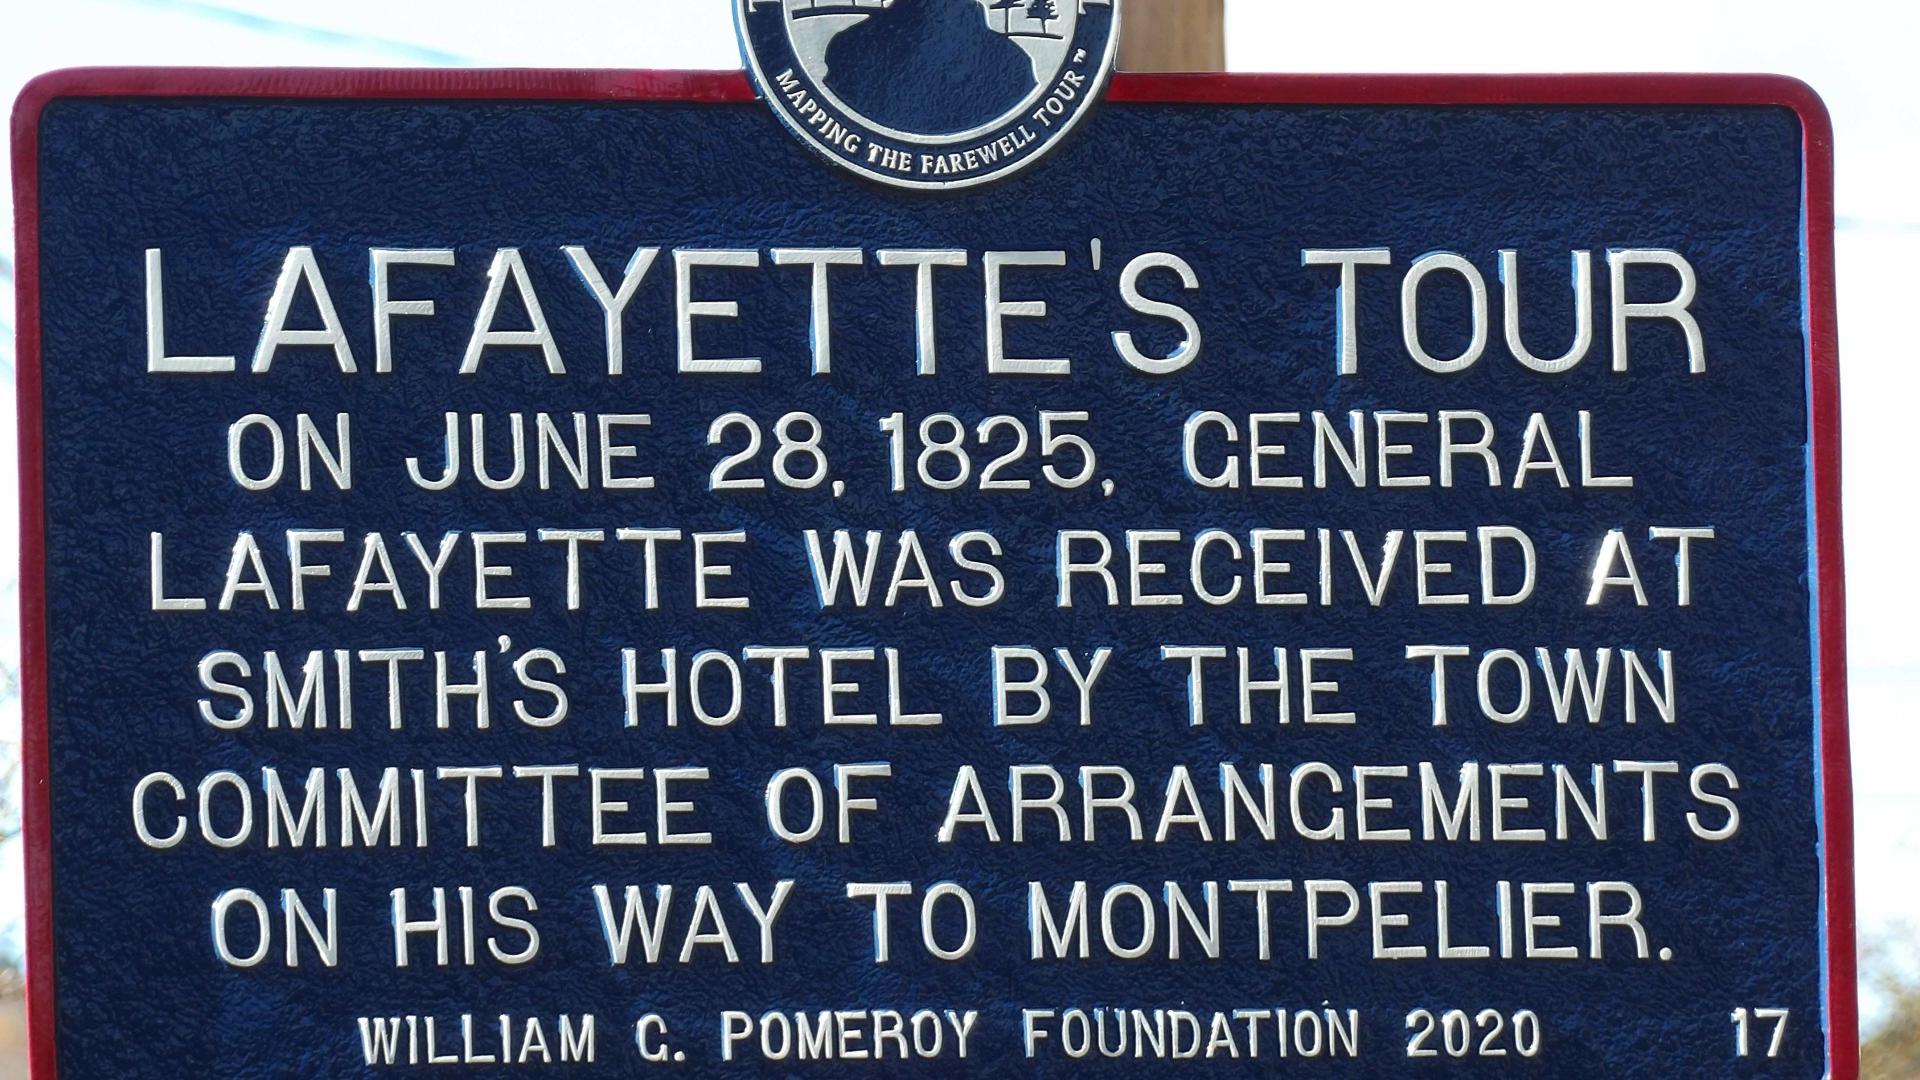 MAPPING THE FAREWELL TOUR™
LAFAYETTE'S TOUR
ON JUNE 28, 1825, GENERAL
LAFAYETTE WAS RECEIVED AT
SMITH'S HOTEL BY THE TOWN
COMMITTEE OF ARRANGEMENTS
ON HIS WAY TO MONTPELIER.
WILLIAM G. POMEROY FOUNDATION 2020 17